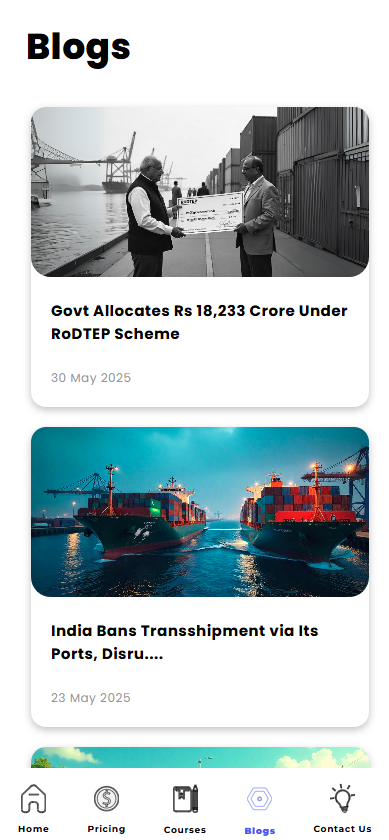 Blogs
Govt Allocates Rs 18,233 Crore Under
RoDTEP Scheme
30 May 2025
India Bans Transshipment via Its
Ports, Disru....
23 May 2025
Home
Pricing
Courses
Blogs
Contact Us